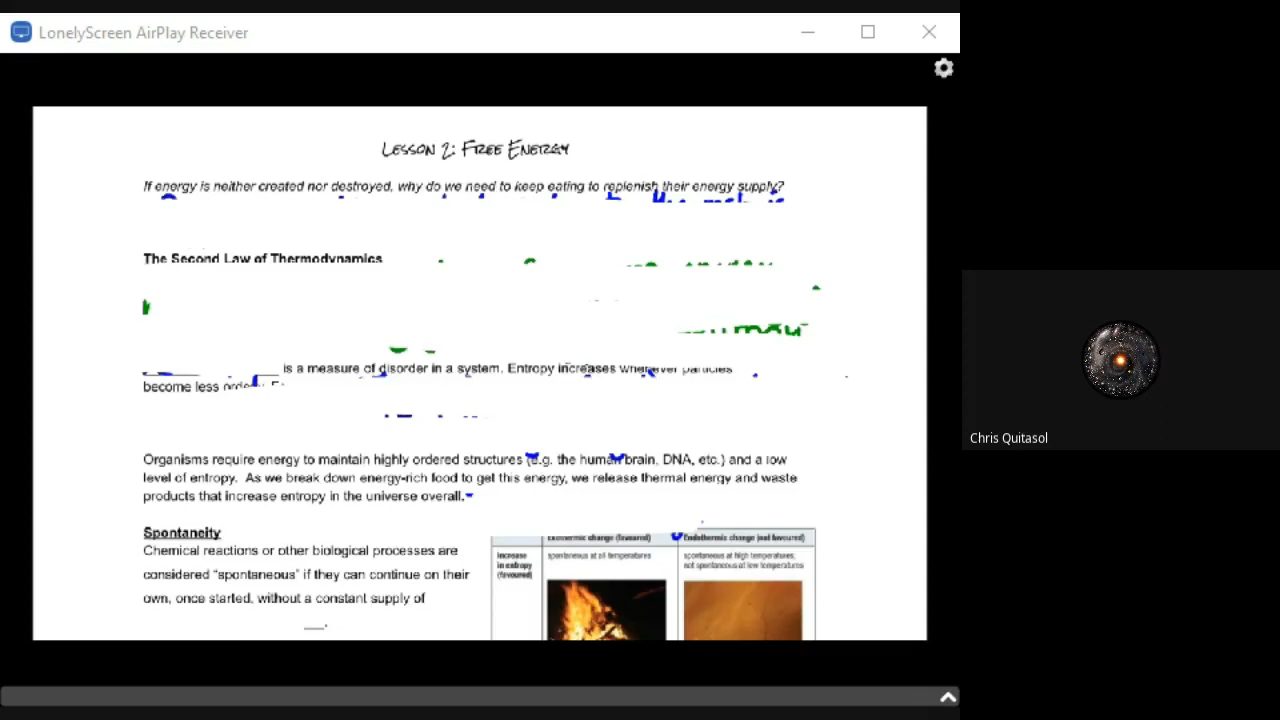 LonelyScreen AirPlay Receiver
Lesson 2: Free Energy
If energy is neither created nor destroyed, why do we need to keep eating to replenish their energy supply?
The Second Law of Thermodynamics
is a measure of disorder in a system. Entropy increases whenever particles
become less
Organisms require energy to maintain highly ordered structures (e.g. the human brain, DNA, etc.) and a low
level of entropy. As we break down energy-rich food to get this energy, we release thermal energy and waste
products that increase entropy in the universe overall.
Spontaneity
Chemical reactions or other biological processes are
considered "spontaneous" if they can continue on their
own, once started, without a constant supply of
Exothermic change (favoured) Endothermic change (not favoured)
Increase
in entropy
(favoured)
spontaneous at all temperatures
spontaneous at high temperatures;
not spontaneous at low temperatures
Chris Quitasol